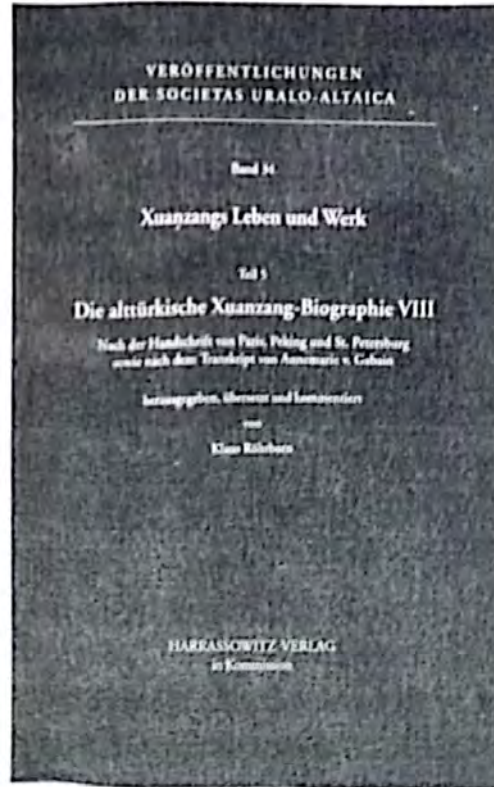 VERÖFFENTLICHUNGEN
DER SOCIETAS URALO-ALTAICA
Band 34
Xuanzangs Leben und Werk
Teil 5
Die alttürkische Xuanzang-Biographie VIII
Nach der Handschrift von Paris, Peking und St. Petersburg
sowie nach dem Transkript von Annemarie v. Gabain
herausgegeben, übersetzt und kommentiert
von
Klaus Röhrborn
HARRASSOWITZ VERLAG
in Kommission